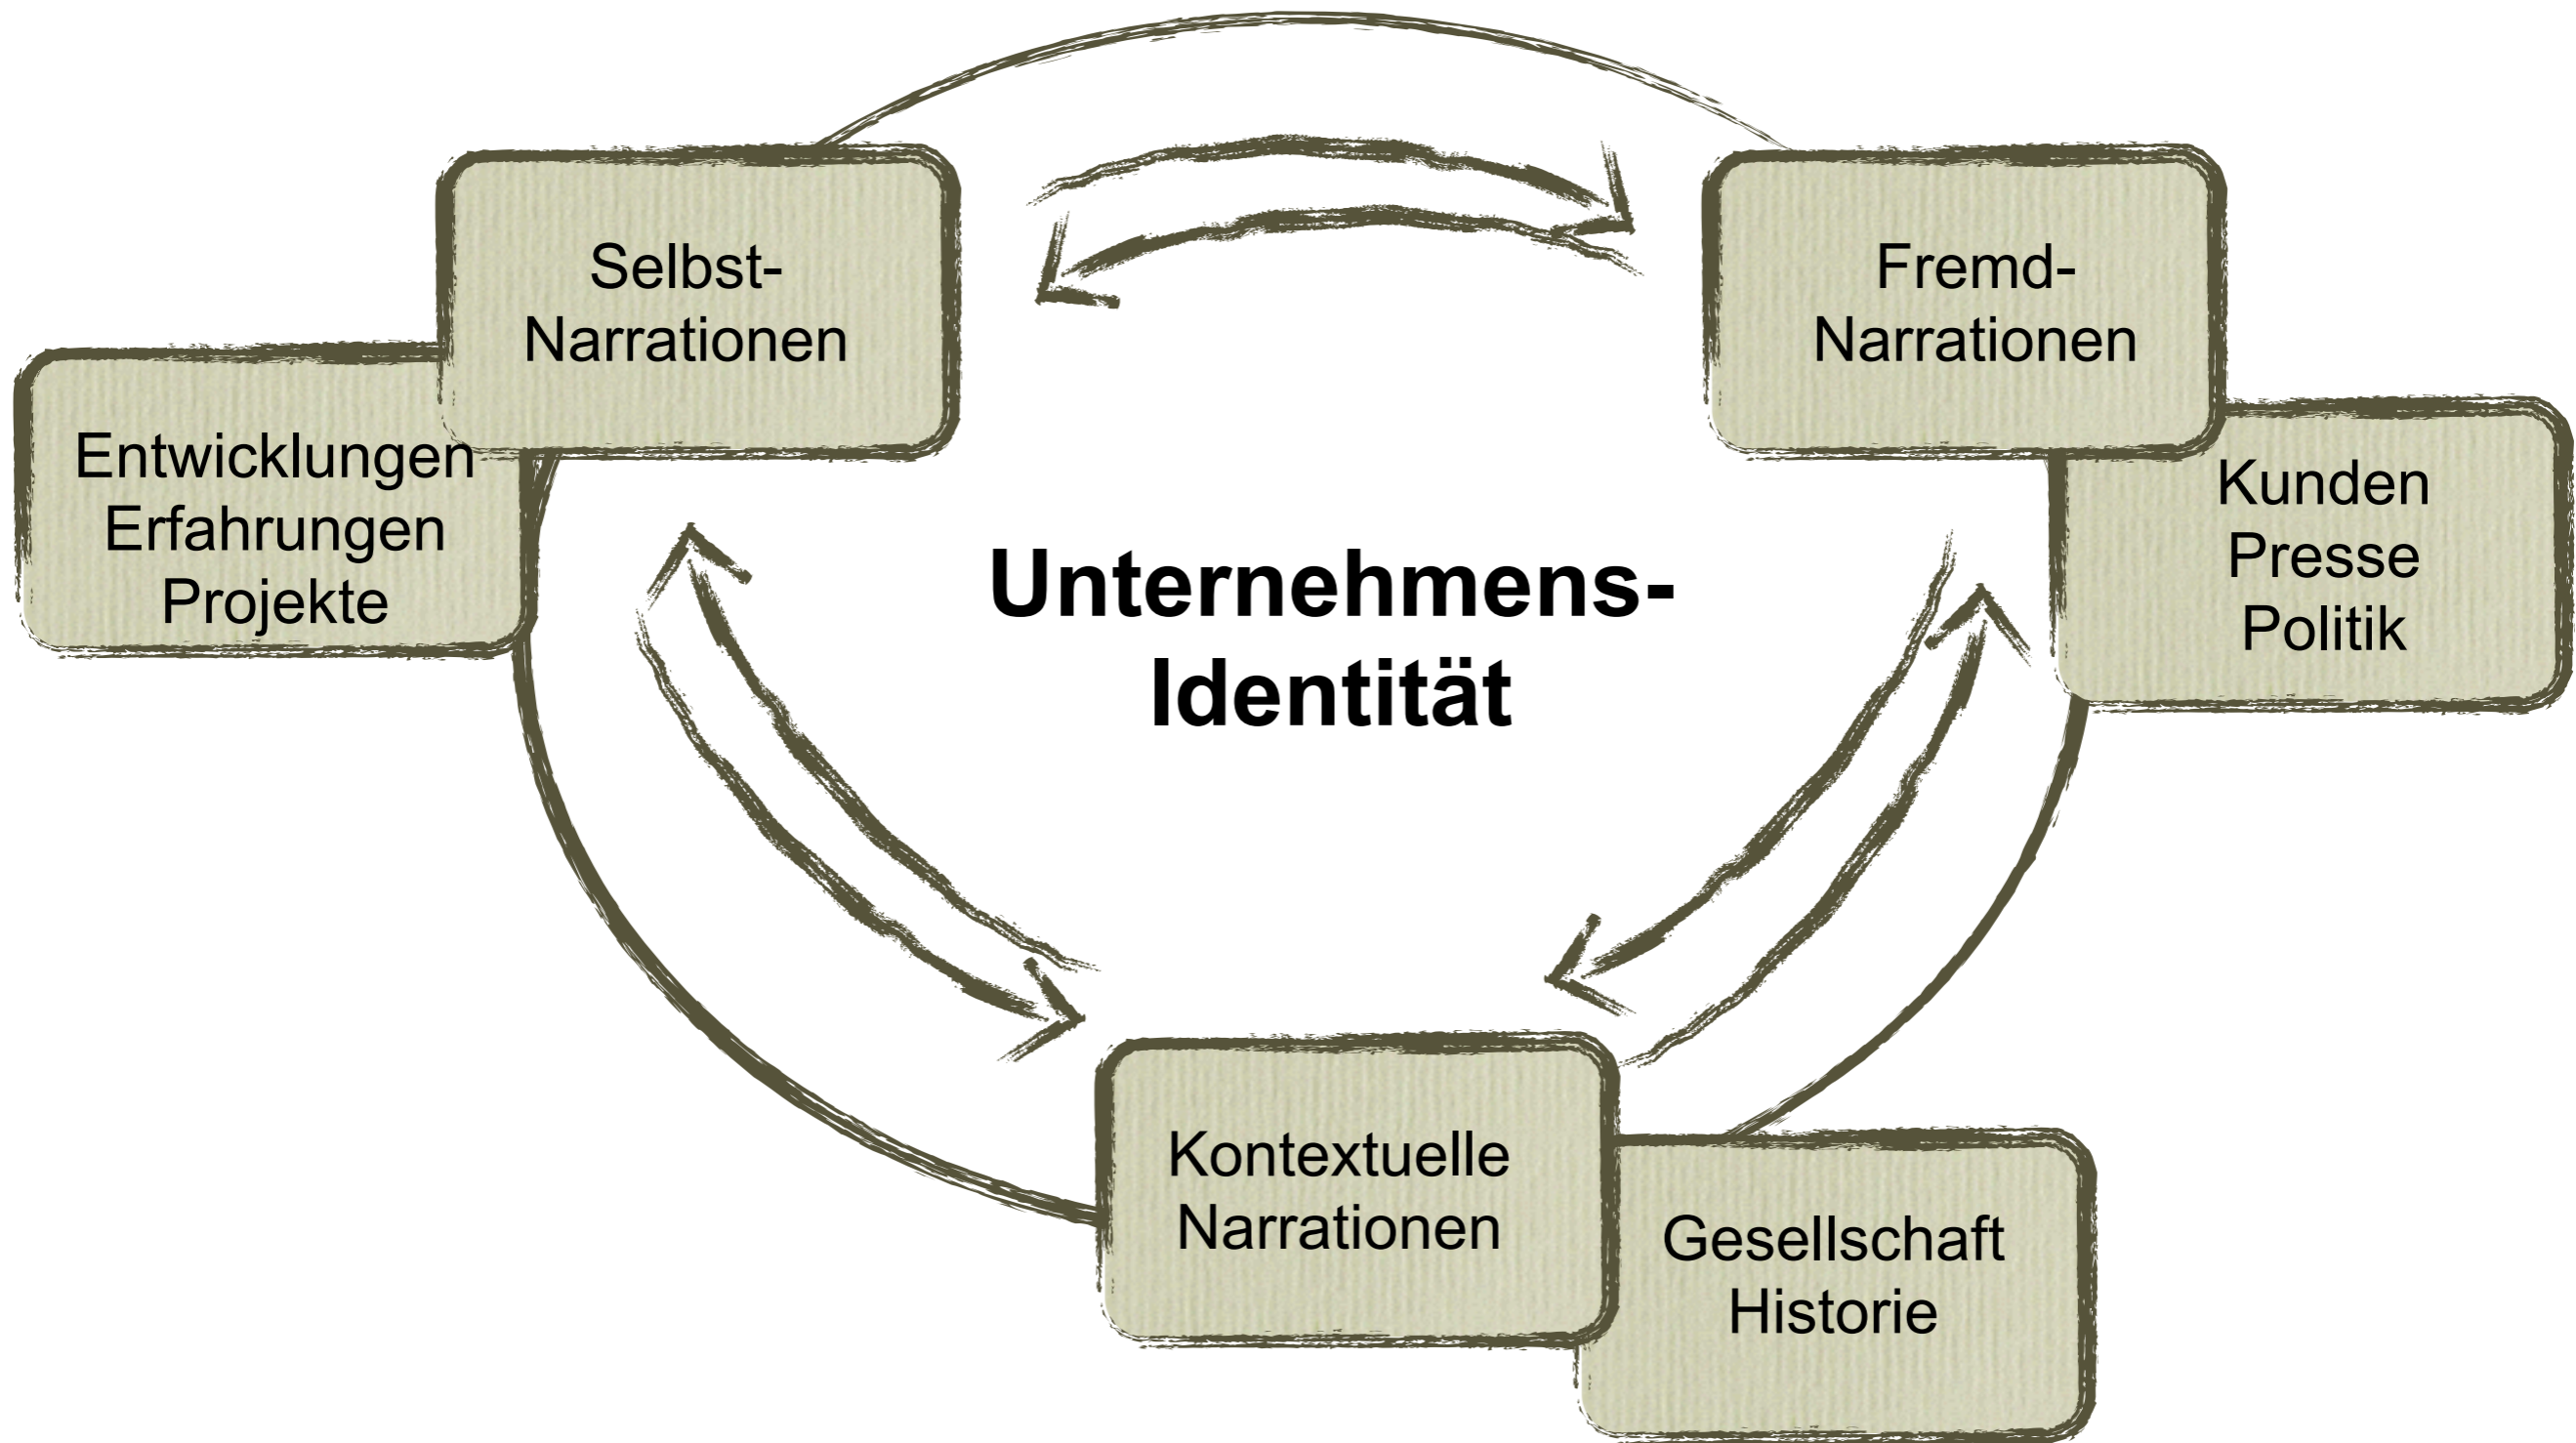 Selbst-
Narrationen
Entwicklungen
Erfahrungen
Projekte
Fremd-
Narrationen
Kunden
Presse
Politik
Unternehmens-
Identität
Kontextuelle
Narrationen
Gesellschaft
Historie